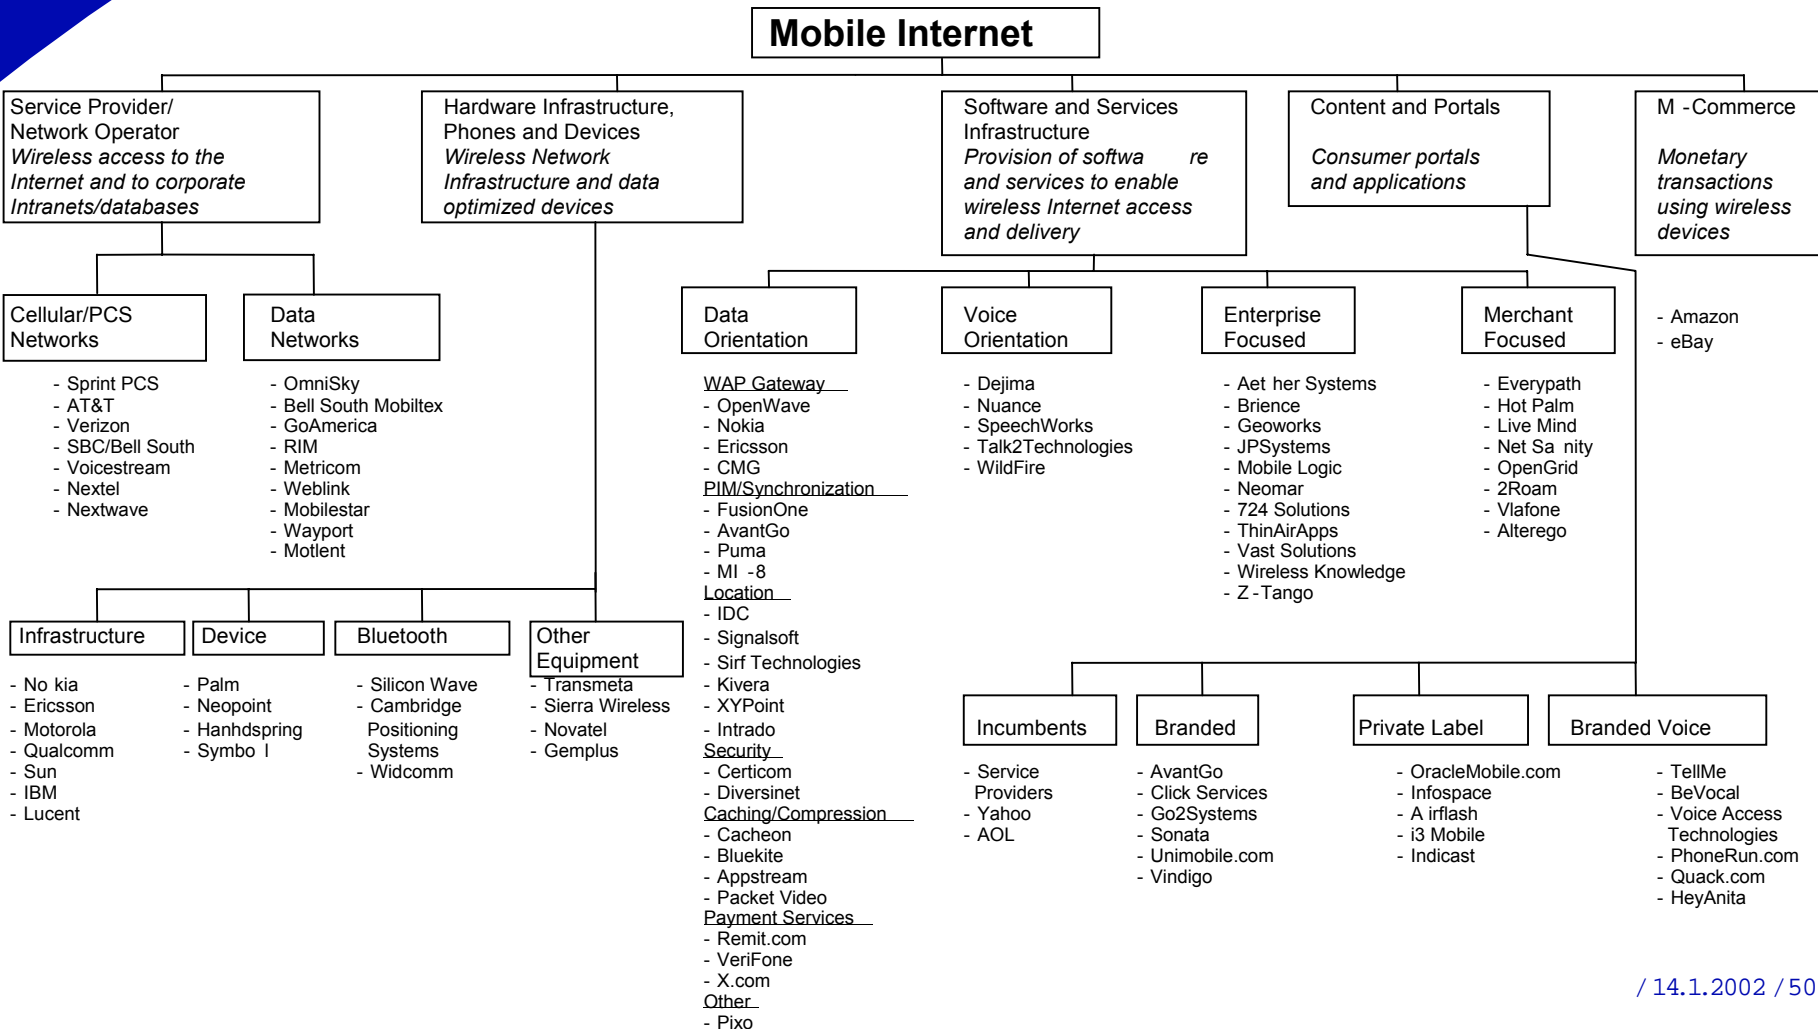 Mobile Internet
Service Provider/
Network Operator
Wireless access to the
Internet and to corporate
Intranets/databases
Hardware Infrastructure,
Phones and Devices
Wireless Network
Infrastructure and data
optimized devices
Software and Services
Infrastructure
Provision of softwa re
and services to enable
wireless Internet access
and delivery
Content and Portals
Consumer portals
and applications
M -Commerce
Monetary
transactions
using wireless
devices
Cellular/PCS
Networks
- Sprint PCS
- AT&T
- Verizon
- SBC/Bell South
- Voicestream
- Nextel
- Nextwave
Data
Networks
- OmniSky
- Bell South Mobiltex
- GoAmerica
- RIM
- Metricom
- Weblink
- Mobilestar
- Wayport
- Motlent
Data
Orientation
WAP Gateway
- OpenWave
- Nokia
- Ericsson
- CMG
PIM/Synchronization
- FusionOne
- AvantGo
- Puma
- MI -8
Location
- IDC
- Signalsoft
- Sirf Technologies
- Kivera
- XYPoint
- Intrado
Security
- Certicom
- Diversinet
Caching/Compression
- Cacheon
- Bluekite
- Appstream
- Packet Video
Payment Services
- Remit.com
- VeriFone
- X.com
Other
- Pixo
Voice
Orientation
- Dejima
- Nuance
- SpeechWorks
- Talk2Technologies
- WildFire
Enterprise
Focused
- Aet her Systems
- Brience
- Geoworks
- JPSystems
- Mobile Logic
- Neomar
- 724 Solutions
- ThinAirApps
- Vast Solutions
- Wireless Knowledge
- Z -Tango
Merchant
Focused
- Everypath
- Hot Palm
- Live Mind
- Net Sa nity
- OpenGrid
- 2Roam
- Vlafone
- Alterego
- Amazon
- eBay
Infrastructure
- No kia
- Ericsson
- Motorola
- Qualcomm
- Sun
- IBM
- Lucent
Device
- Palm
- Neopoint
- Hanhdspring
- Symbo l
Bluetooth
- Silicon Wave
- Cambridge
Positioning
Systems
- Widcomm
Other
Equipment
- Transmeta
- Sierra Wireless
- Novatel
- Gemplus
Incumbents
- Service
Providers
- Yahoo
- AOL
Branded
- AvantGo
- Click Services
- Go2Systems
- Sonata
- Unimobile.com
- Vindigo
Private Label
- OracleMobile.com
- Infospace
- A irflash
- i3 Mobile
- Indicast
Branded Voice
- TellMe
- BeVocal
- Voice Access
Technologies
- PhoneRun.com
- Quack.com
- HeyAnita
/ 14.1.2002 / 50